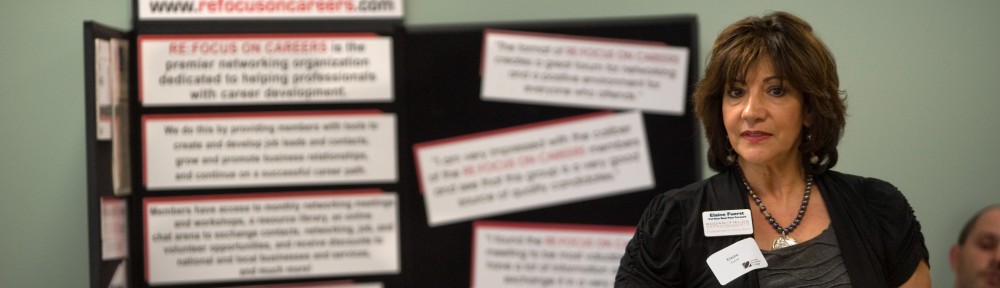 www.refocusoncareers.com
RE:FOCUS ON CAREERS is the
premier networking organization
dedicated to helping professionals
with career development.
We do this by providing members with tools to
create and develop job leads and contacts,
grow and promote business relationships,
and continue on a successful career path.
Members have access to monthly networking meetings
and workshops, a resource library, an online
chat arena to exchange ideas, networking, job, and
volunteer opportunities, and receive discounts to
national and local businesses and services,
and much more!
"The format of RE:FOCUS ON CAREERS
creates a great forum for networking
and a positive environment for
everyone who attends."
"I am very impressed with the caliber
of the RE:FOCUS ON CAREERS members
and see that the group is a very good
source of quality candidates."
"I found the RE:FOCUS ON CAREERS
meeting to be most
have a lot of
exchange
Elaine Fuerst
Elaine